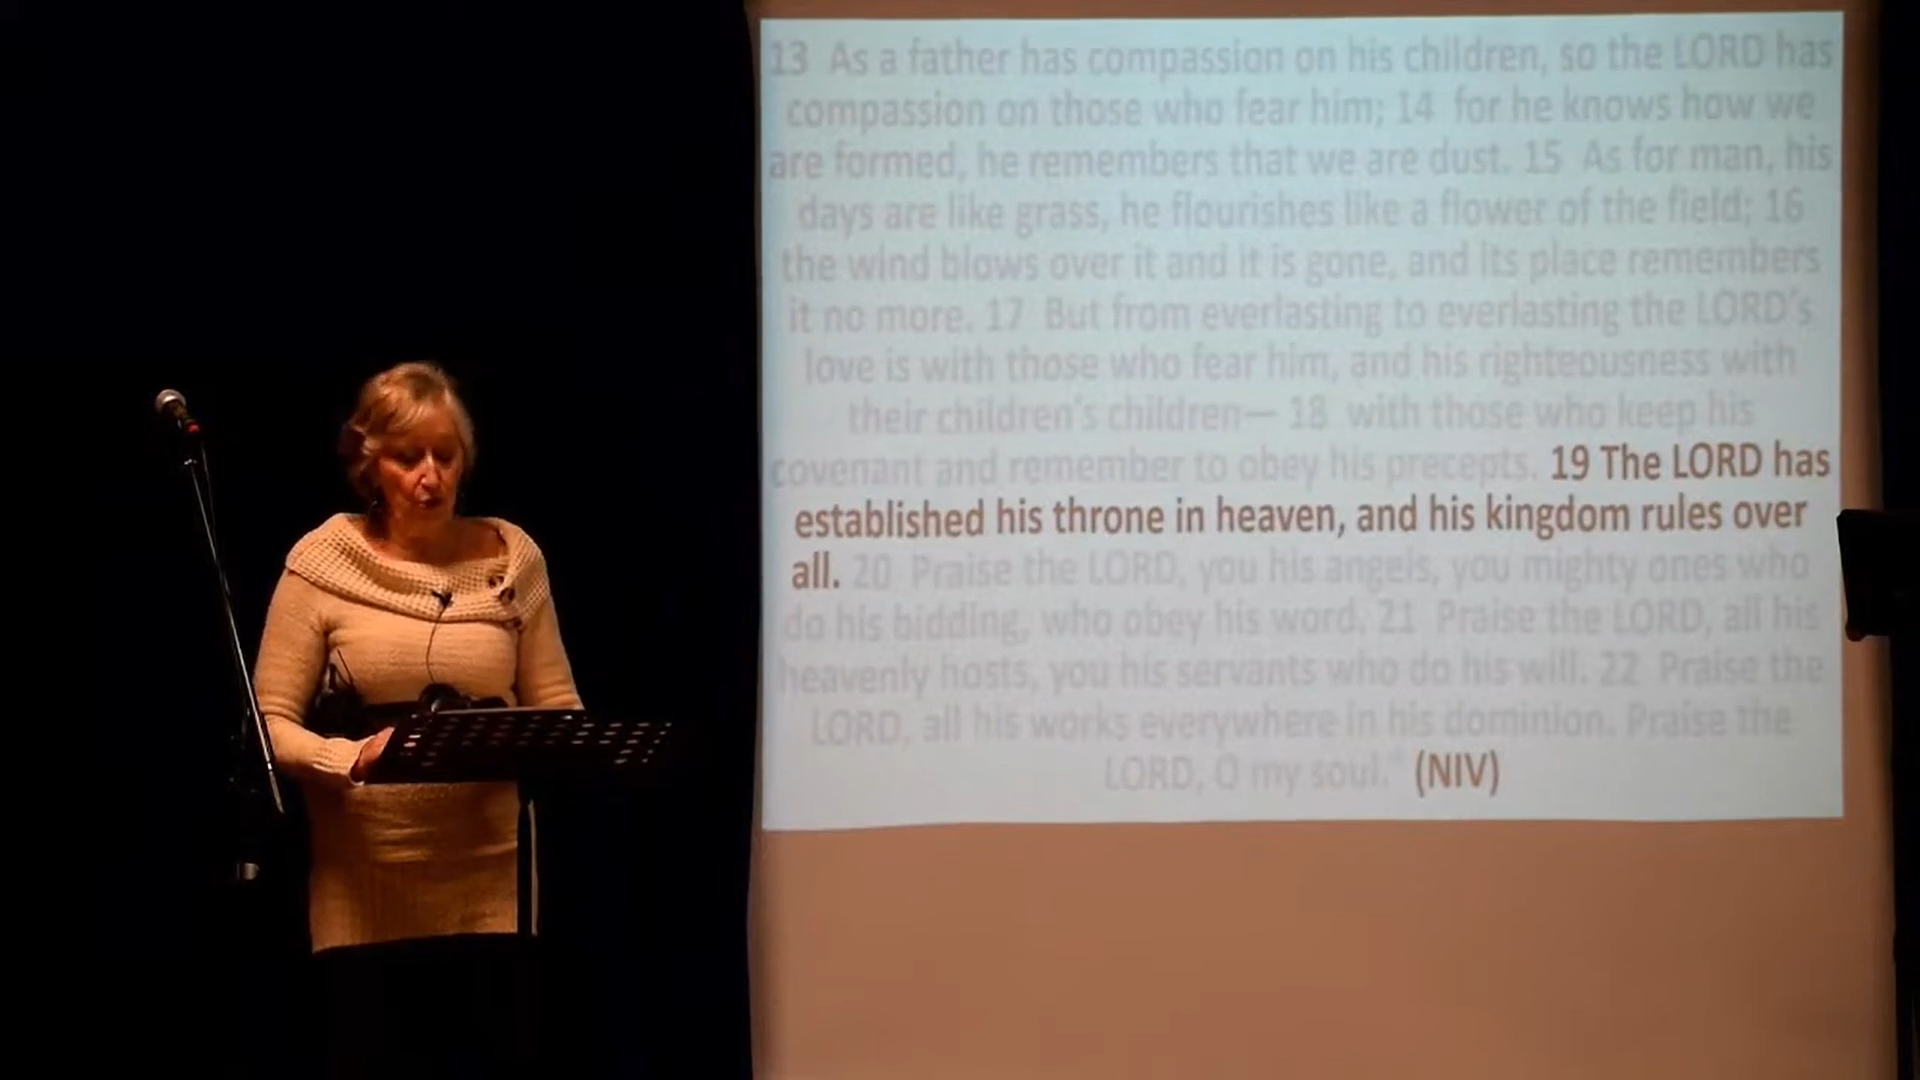 13 As a father has compassion on his children, so the LORD has
compassion on those who fear him; 14 for he knows how we
are formed, he remembers that we are dust. 15 As for man, his
days are like grass, he flourishes like a flower of the field; 16
the wind blows over it and it is gone, and its place remembers
it no more. 17 But from everlasting to everlasting the LORD's
love is with those who fear him, and his righteousness with
their children's children— 18 with those who keep his
covenant and remember to obey his precepts. 19 The LORD has
established his throne in heaven, and his kingdom rules over
all. 20 Praise the LORD, you his angels, you mighty ones who
do his bidding, who obey his word. 21 Praise the LORD, all his
heavenly hosts, you his servants who do his will. 22 Praise the
LORD, all his works everywhere in his dominion. Praise the
LORD, O my soul." (NIV)